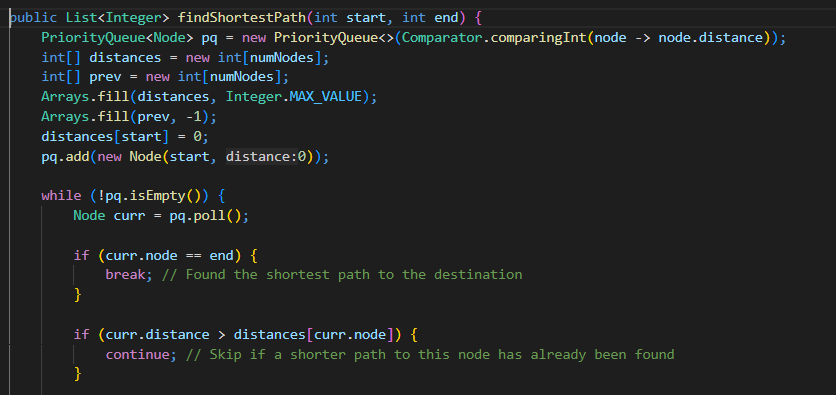 public List<Integer> findShortestPath(int start, int end) {
    PriorityQueue<Node> pq = new PriorityQueue<>(Comparator.comparingInt(node -> node.distance));
    int[] distances = new int[numNodes];
    int[] prev = new int[numNodes];
    Arrays.fill(distances, Integer.MAX_VALUE);
    Arrays.fill(prev, -1);
    distances[start] = 0;
    pq.add(new Node(start, distance:0));

    while (!pq.isEmpty()) {
        Node curr = pq.poll();

        if (curr.node == end) {
            break; // Found the shortest path to the destination
        }

        if (curr.distance > distances[curr.node]) {
            continue; // Skip if a shorter path to this node has already been found
        }